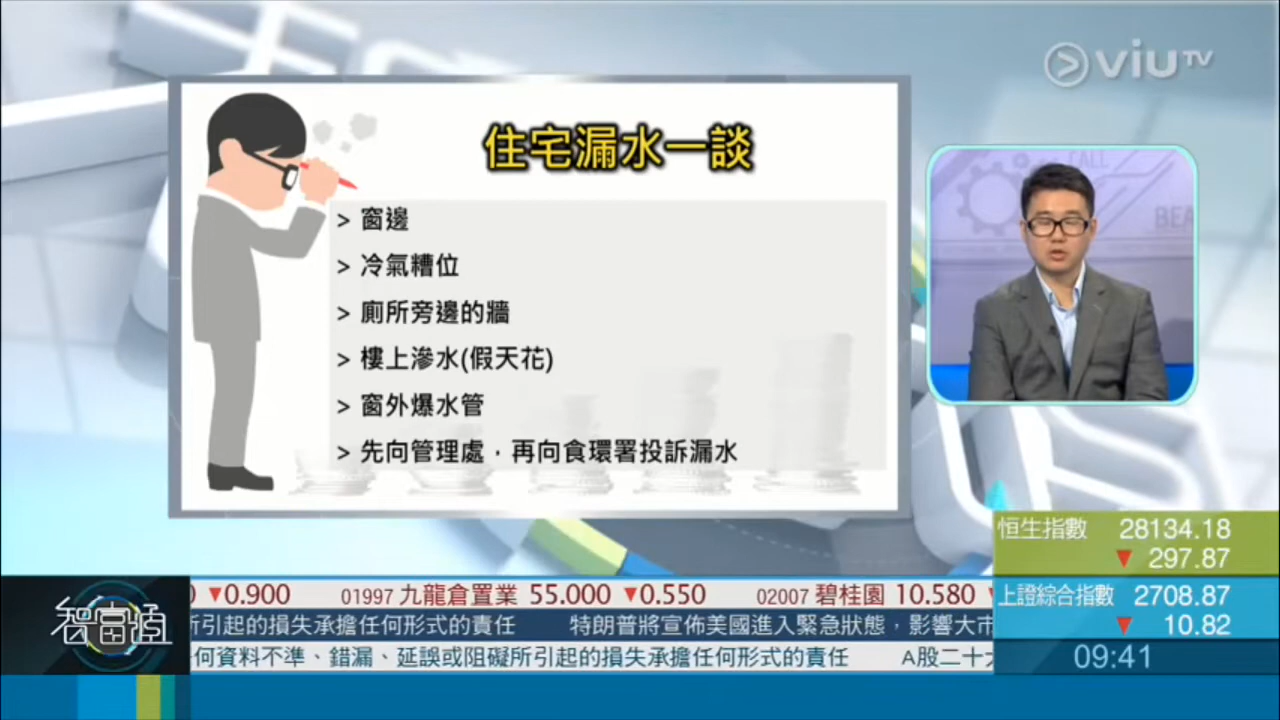 viuTV
住宅漏水一談
> 窗邊
> 冷氣糟位
> 廁所旁邊的牆
> 樓上滲水(假天花)
> 窗外爆水管
> 先向管理處，再向食環署投訴漏水
CALL
BEA
恒生指數 28134.18
▼ 297.87
▼0.900 01997 九龍倉置業 55.000 ▼0.550 02007 碧桂園 10.580
上證綜合指數 2708.87
▼ 10.82
智富通
所引起的損失承擔任何形式的責任 特朗普將宣佈美國進入緊急狀態，影響大市
何資料不準、錯漏、延誤或阻礙所引起的損失承擔任何形式的責任 A股二十
09:41